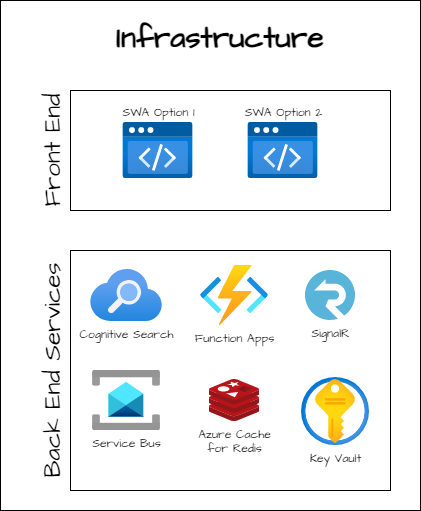 Infrastructure
Front End
SWA Option 1
SWA Option 2
Back End Services
Cognitive Search
Function Apps
SignalR
Service Bus
Azure Cache
for Redis
Key Vault